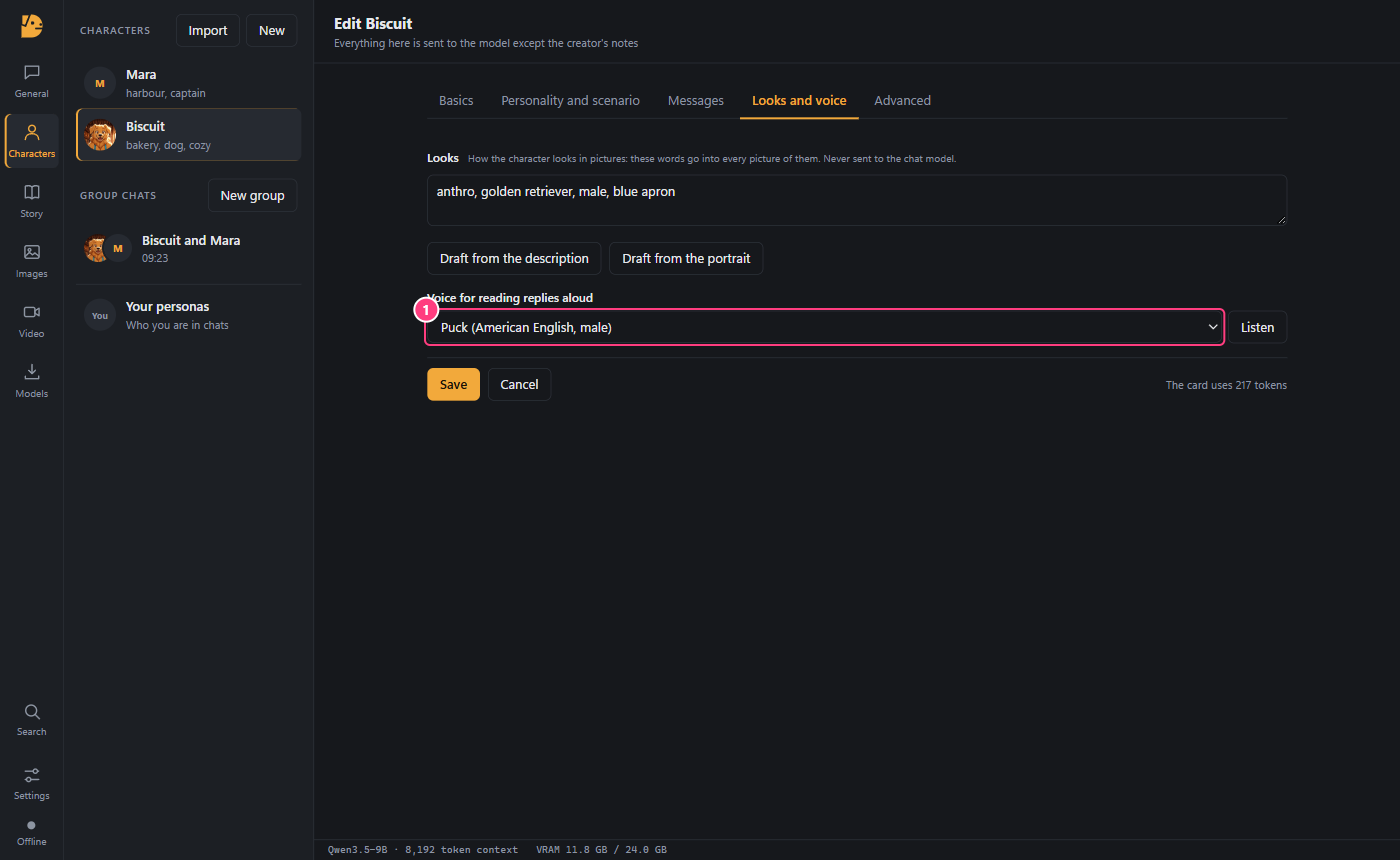 General
Characters
Story
Images
Video
Models
Search
Settings
Offline
CHARACTERS
Import
New
M
Mara
harbour, captain
Biscuit
bakery, dog, cozy
GROUP CHATS
New group
M
Biscuit and Mara
09:23
You
Your personas
Who you are in chats
Edit Biscuit
Everything here is sent to the model except the creator's notes
Basics
Personality and scenario
Messages
Looks and voice
Advanced
Looks How the character looks in pictures: these words go into every picture of them. Never sent to the chat model.
anthro, golden retriever, male, blue apron
Draft from the description
Draft from the portrait
Voice for reading replies aloud
1
Puck (American English, male)
Listen
Save
Cancel
The card uses 217 tokens
Qwen3.5-9B · 8,192 token context VRAM 11.8 GB / 24.0 GB